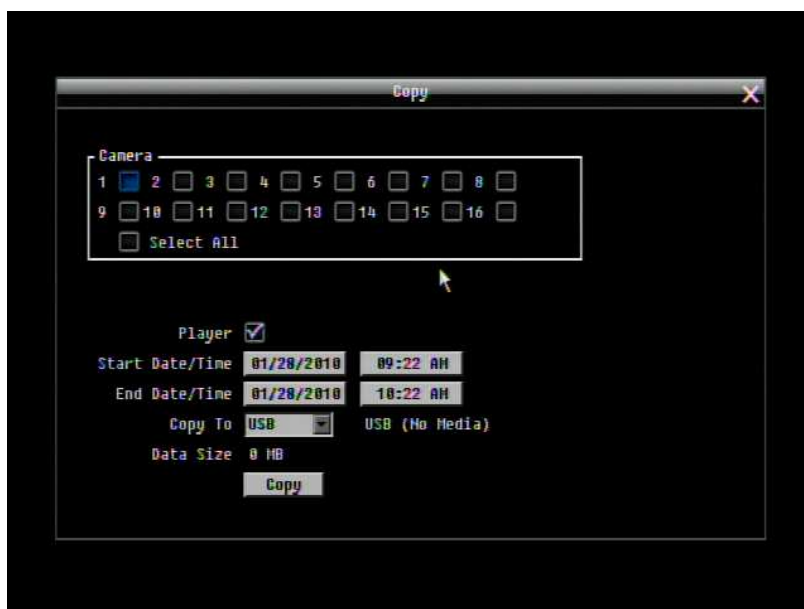 Copy
Camera
1 2 3 4 5 6 7 8
9 10 11 12 13 14 15 16
Select All
Player
Start Date/Time 01/28/2010 09:22 AM
End Date/Time 01/28/2010 10:22 AM
Copy To USB USB (No Media)
Data Size 0 MB
Copy